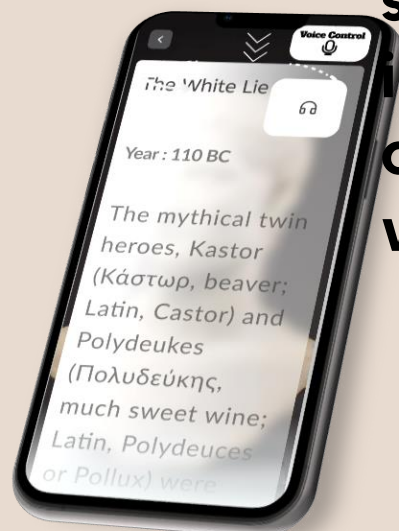 Voice Control
The White Lie
Year : 110 BC
The mythical twin
heroes, Kastor
(Κάστωρ, beaver;
Latin, Castor) and
Polydeukes
(Πολυδεύκης,
much sweet wine;
Latin, Polydeuces
or Pollux) were